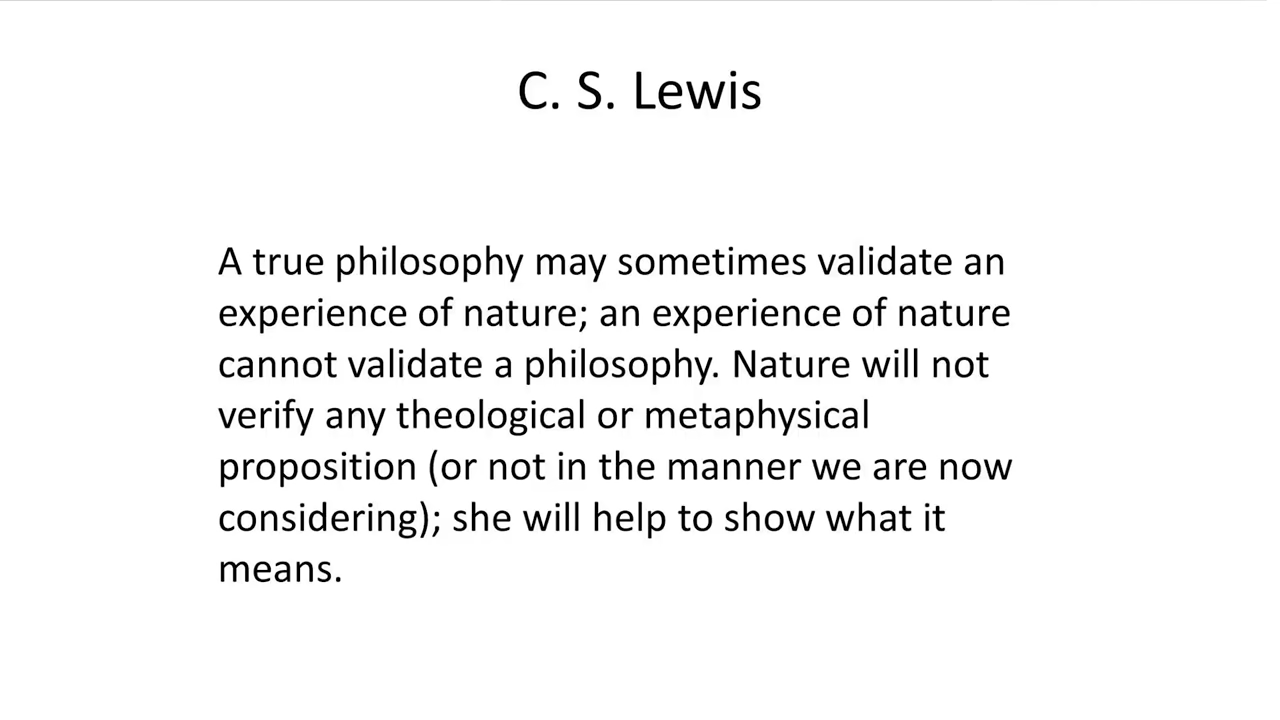 C. S. Lewis
A true philosophy may sometimes validate an
experience of nature; an experience of nature
cannot validate a philosophy. Nature will not
verify any theological or metaphysical
proposition (or not in the manner we are now
considering); she will help to show what it
means.